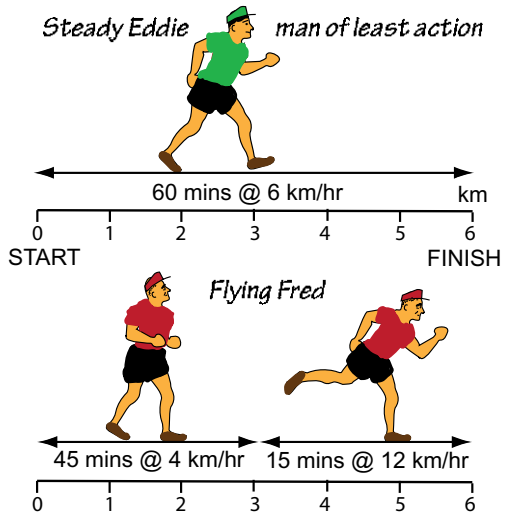 Steady Eddie man of least action
60 mins @ 6 km/hr km
0 1 2 3 4 5 6
START FINISH
Flying Fred
45 mins @ 4 km/hr 15 mins @ 12 km/hr
0 1 2 3 4 5 6